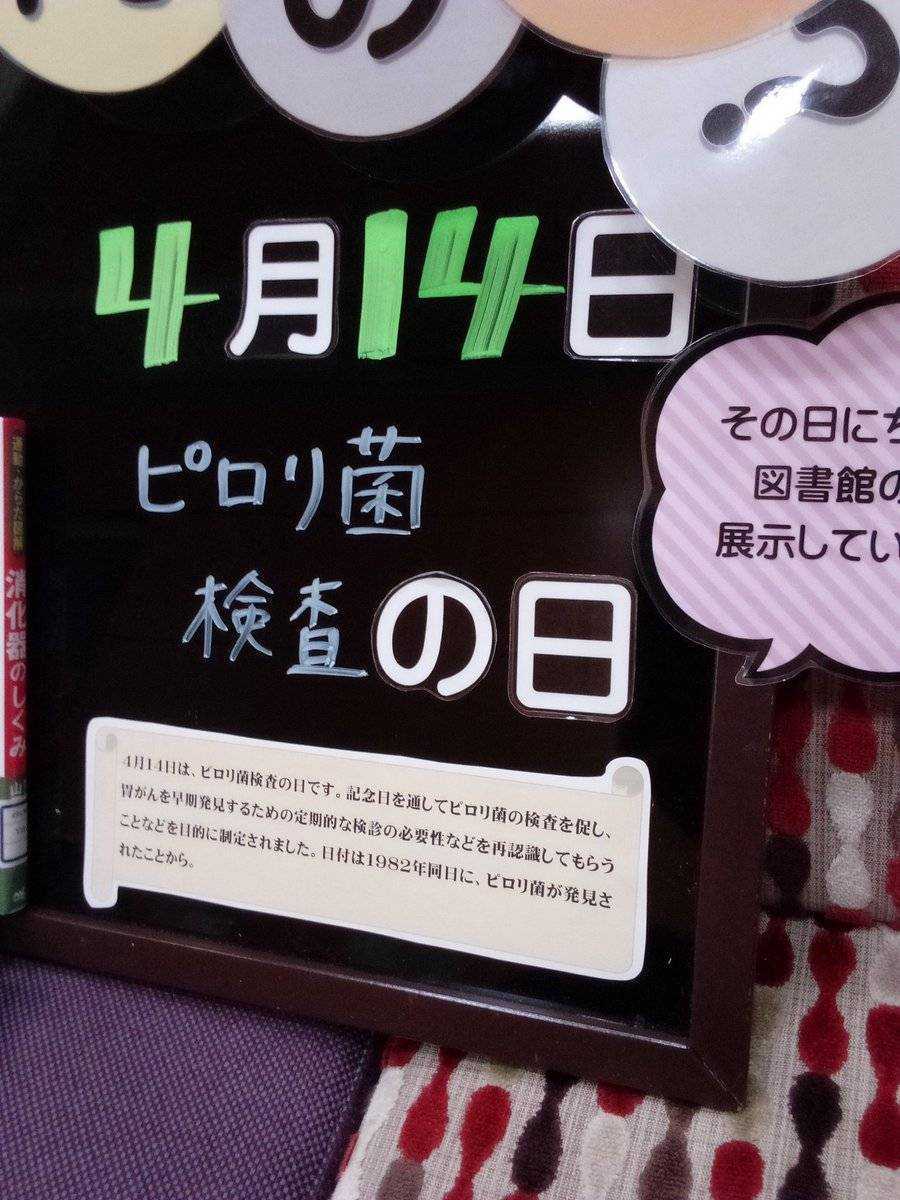 の
?
4月14日
ピロリ菌
検査の日
その日にち
図書館の
展示してい
4月14日は、ピロリ菌検査の日です。記念日を通してピロリ菌の検査を促し、
胃がんを早期発見するための定期的な検診の必要性などを再認識してもらう
ことなどを目的に制定されました。日付は1982年同日に、ピロリ菌が発見さ
れたことから。
消化器のしくみ